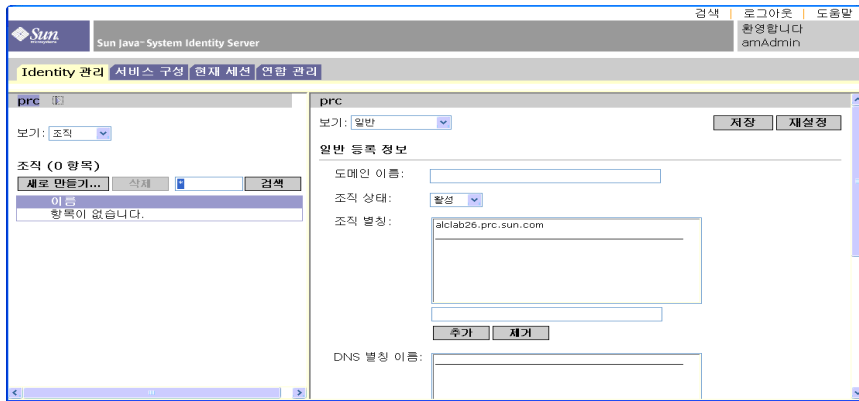 검색 | 로그아웃 | 도움말
Sun
Sun Java-System Identity Server
환영합니다
amAdmin
Identity 관리 서비스 구성 현재 세션 연합 관리
prc
보기: 조직
조직 (0 항목)
새로 만들기... 삭제 * 검색
이름
항목이 없습니다.
prc
보기: 일반 저장 재설정
일반 등록 정보
도메인 이름:
조직 상태: 활성
조직 별칭: alclab26.prc.sun.com
추가 제거
DNS 별칭 이름: